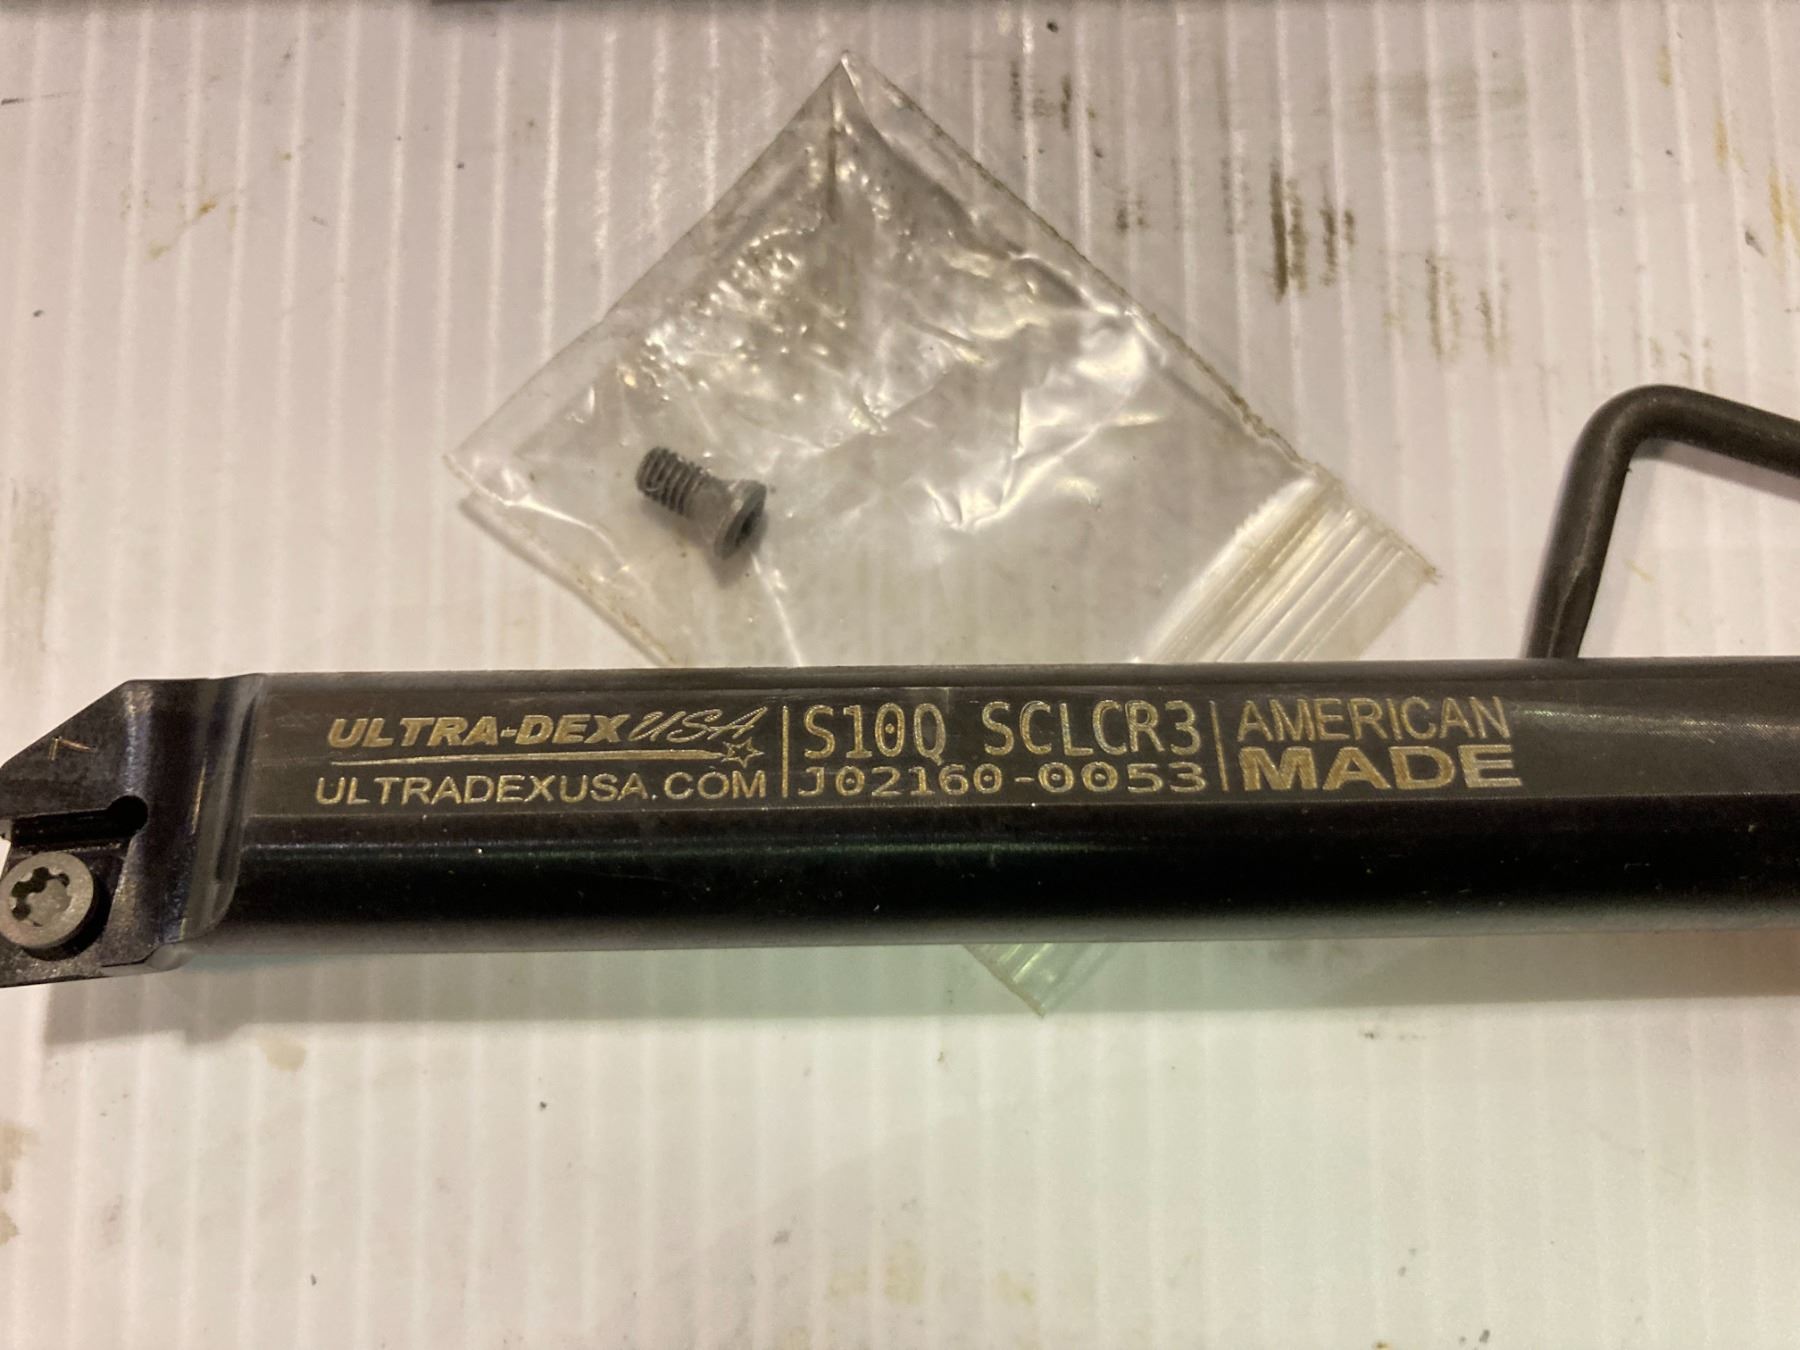 ULTRA-DEX USA
ULTRADEXUSA.COM
S10Q SCLCR3
J02160-0053
AMERICAN
MADE